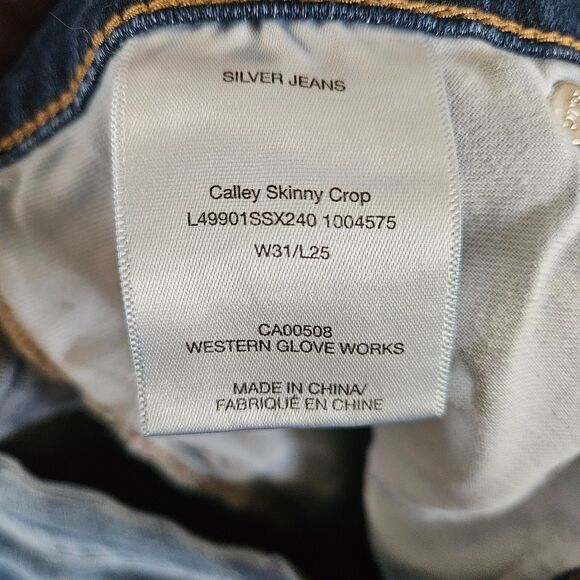 SILVER JEANS
Calley Skinny Crop
L49901SSX240 1004575
W31/L25
CA00508
WESTERN GLOVE WORKS
MADE IN CHINA/
FABRIQUÉ EN CHINE